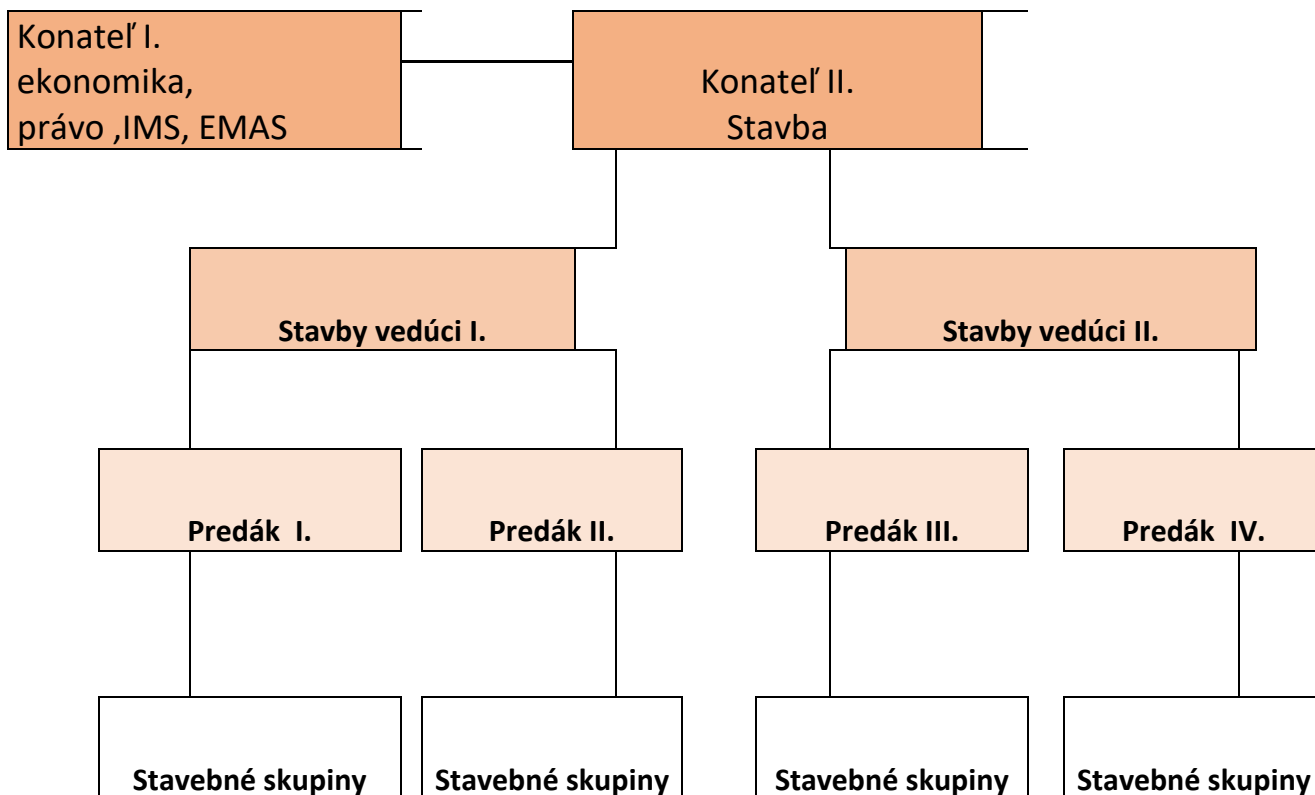 Konateľ I.
ekonomika,
právo ,IMS, EMAS
Konateľ II.
Stavba
Stavby vedúci I.
Stavby vedúci II.
Predák  I.
Predák II.
Predák III.
Predák  IV.
Stavebné skupiny
Stavebné skupiny
Stavebné skupiny
Stavebné skupiny